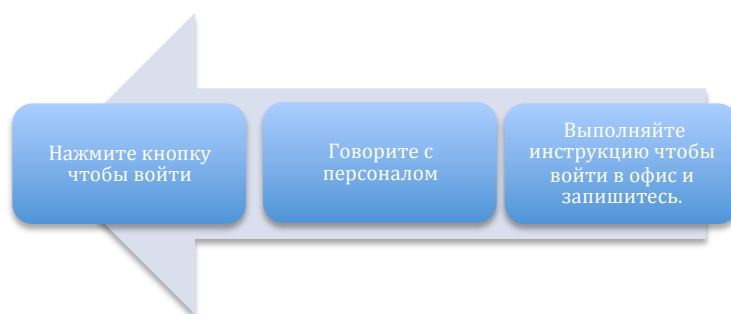 Нажмите кнопку
чтобы войти
Говорите с
персоналом
Выполняйте
инструкцию чтобы
войти в офис и
запишитесь.